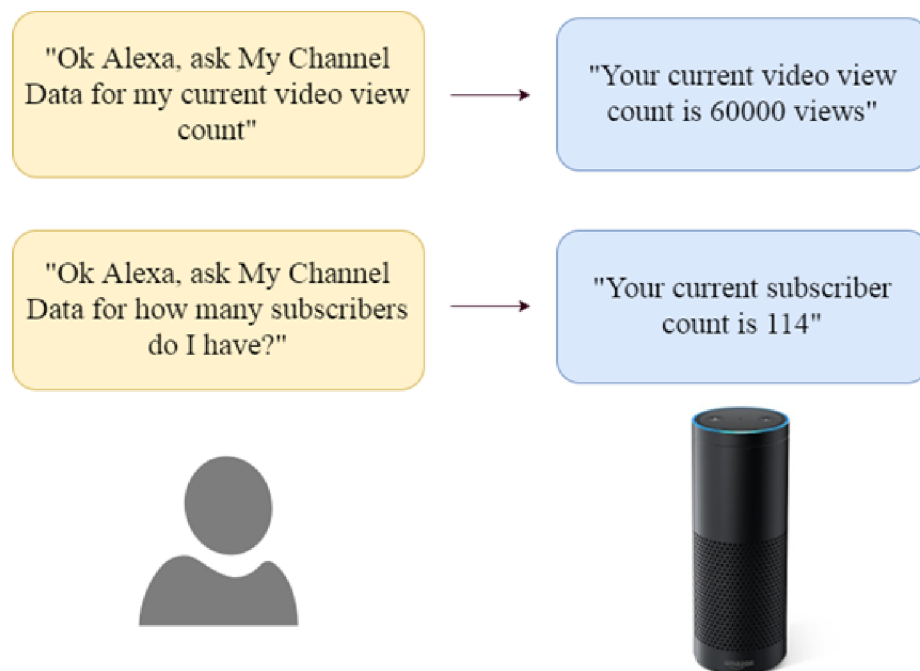 "Ok Alexa, ask My Channel
Data for my current video view
count"
"Your current video view
count is 60000 views"
"Ok Alexa, ask My Channel
Data for how many subscribers
do I have?"
"Your current subscriber
count is 114"
amazon